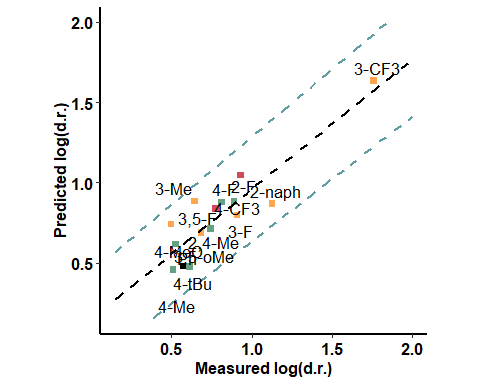 2.0
3-CF3
1.5
Predicted log(d.r.)
1.0
3-Me
4-F
2-F
2-naph
3,5-F
4-CF3
3-F
4-Me
0.5
4-tBu
4-Me
0.5
1.0
1.5
2.0
Measured log(d.r.)